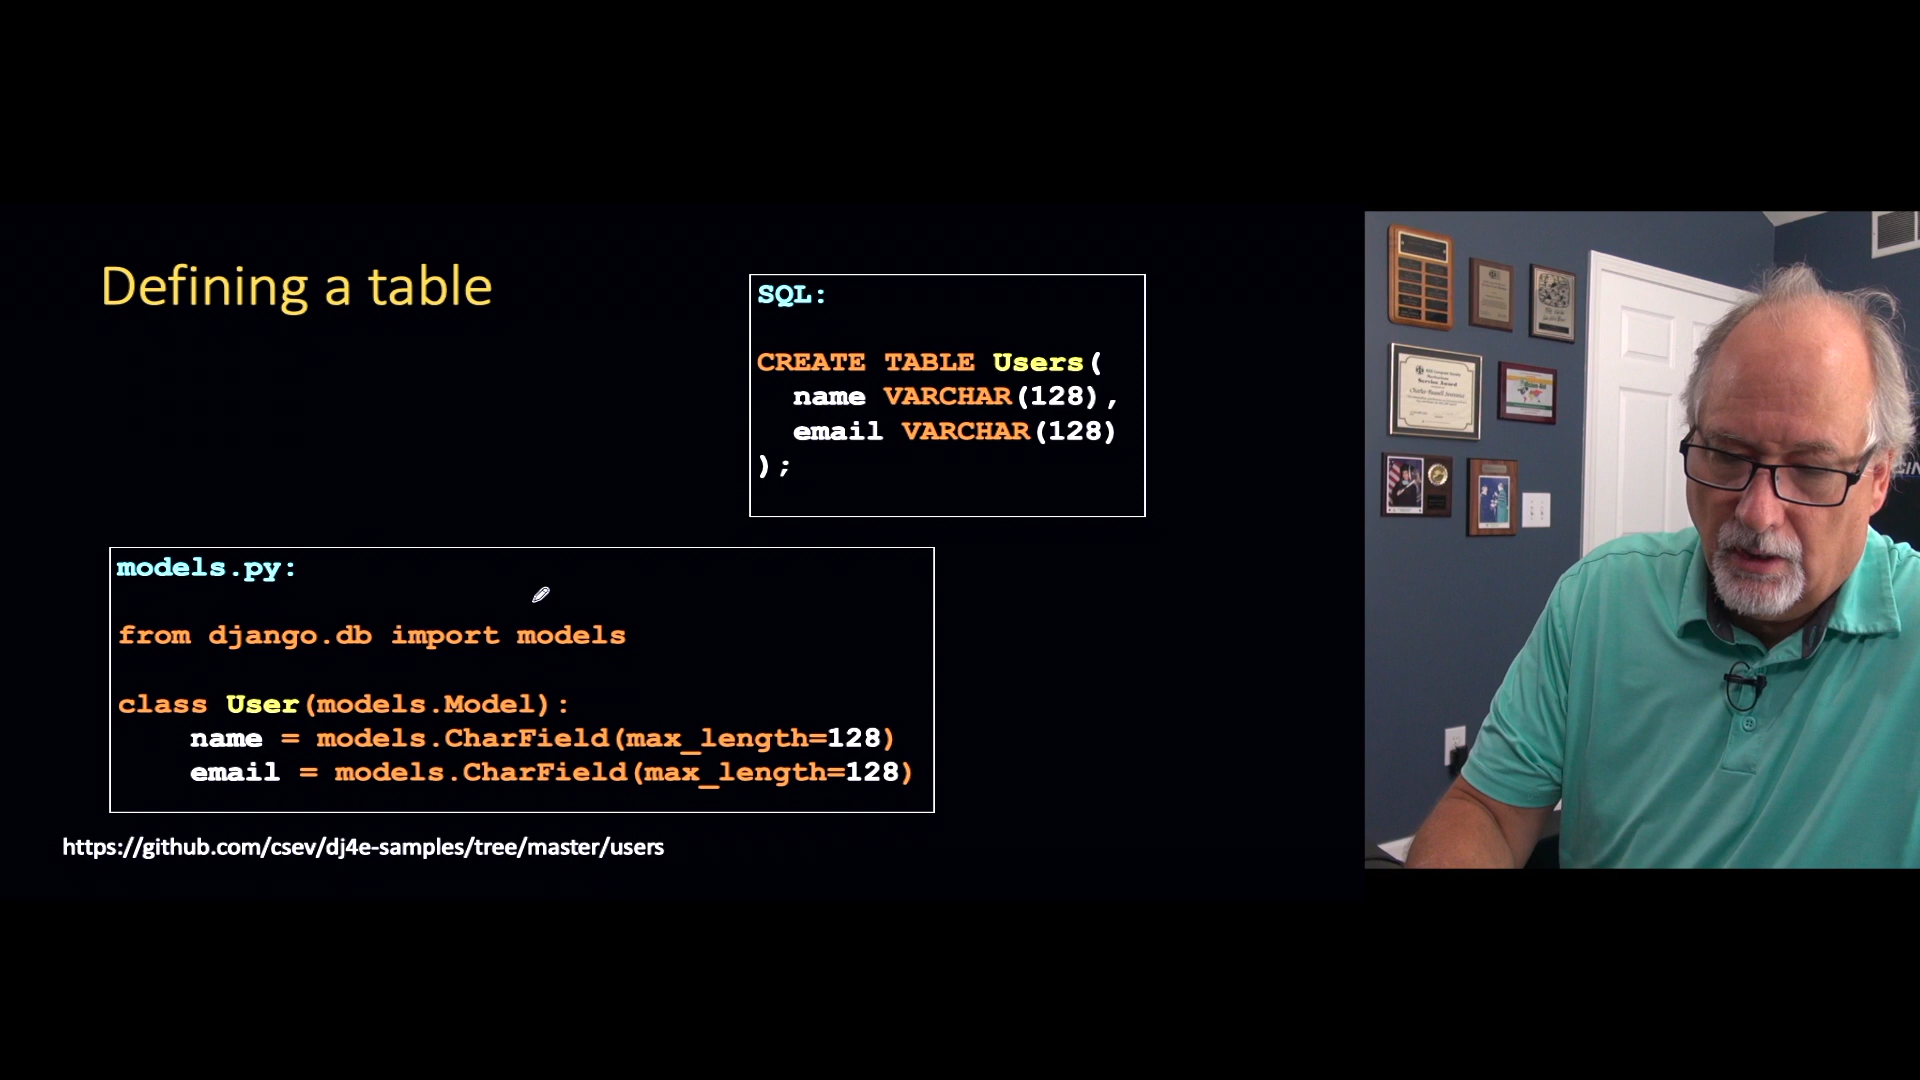 Defining a table
SQL:
CREATE TABLE Users(
name VARCHAR(128),
email VARCHAR(128)
);
models.py:
from django.db import models
class User(models.Model):
name = models.CharField(max_length=128)
email = models.CharField(max_length=128)
https://github.com/csev/dj4e-samples/tree/master/users
Service Award